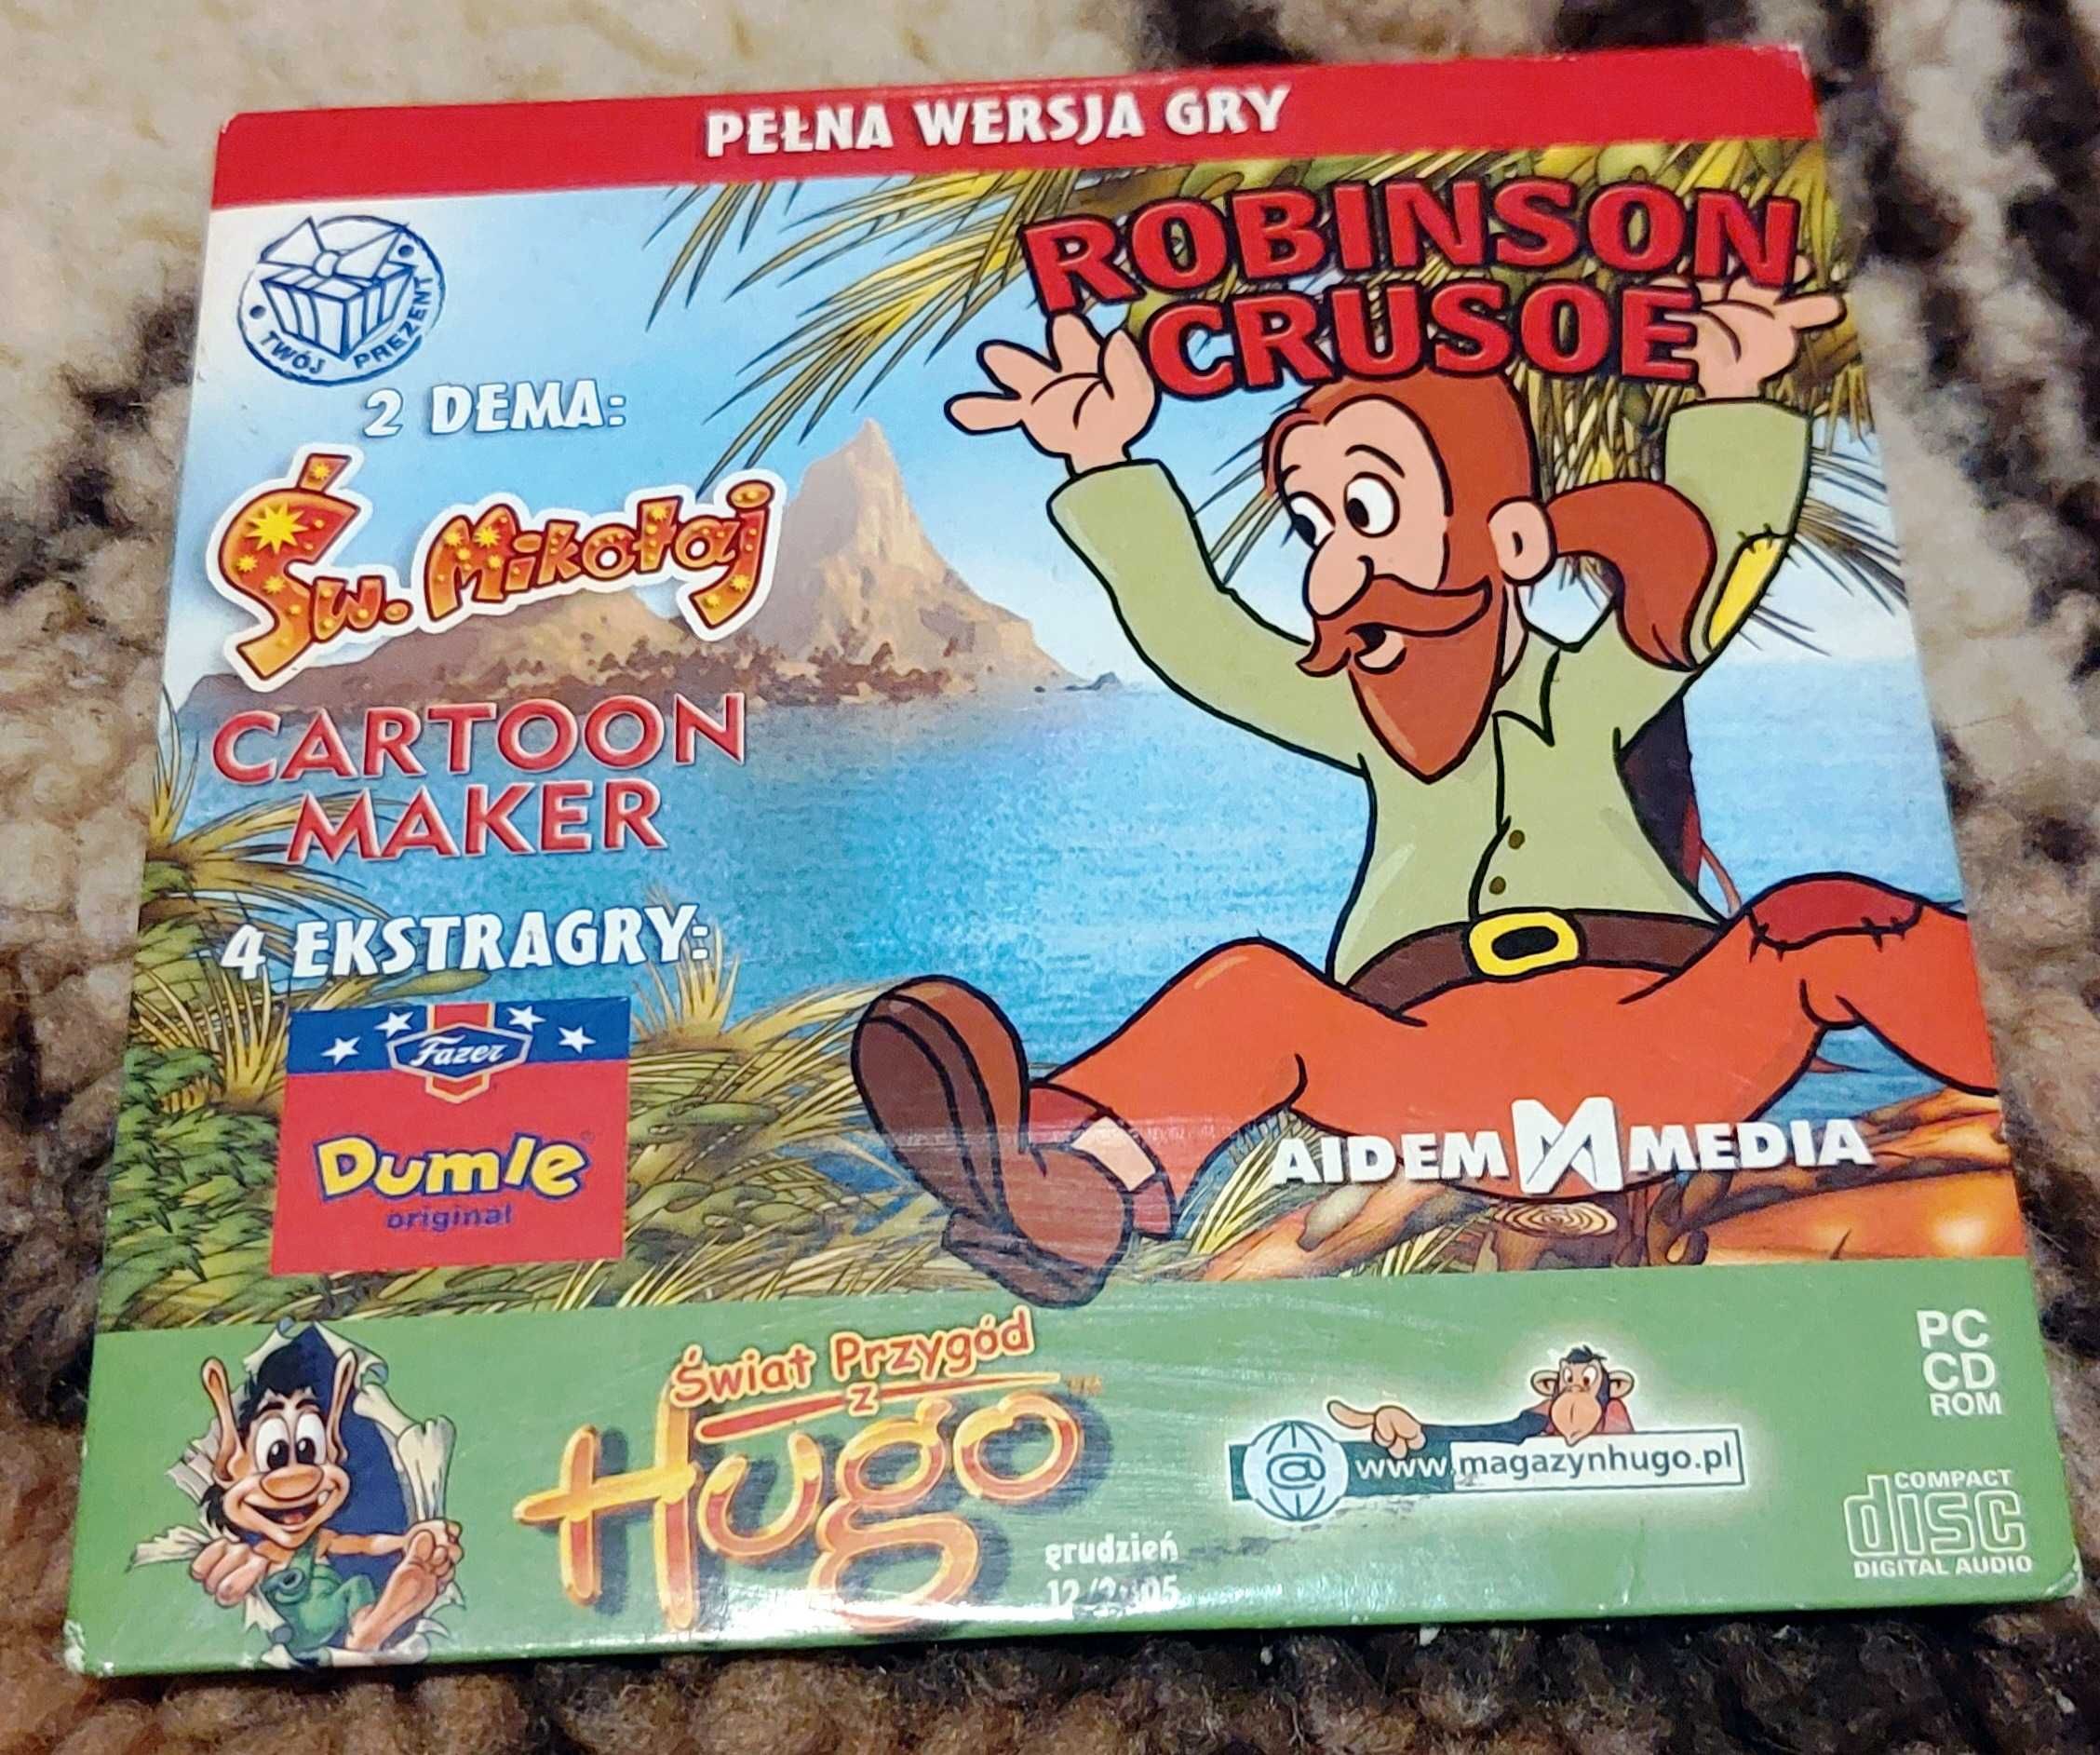 PEŁNA WERSJA GRY
TWÓJ PREZENT
ROBINSON
CRUSOE
2 DEMA:
Św. Mikołaj
CARTOON
MAKER
4 EKSTRAGRY:
Fazer
Dumle
original
AIDEM MEDIA
Świat Przygód
z
Hugo™
grudzień
www.magazynhugo.pl
PC
CD
ROM
COMPACT
disc
DIGITAL AUDIO